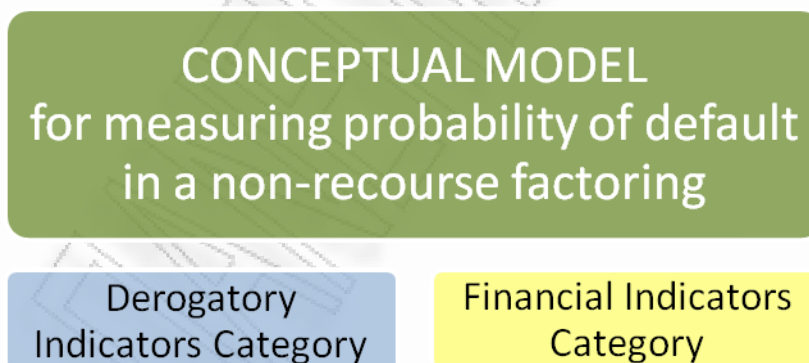 CONCEPTUAL MODEL
for measuring probability of default
in a non-recourse factoring
Derogatory
Indicators Category
Financial Indicators
Category